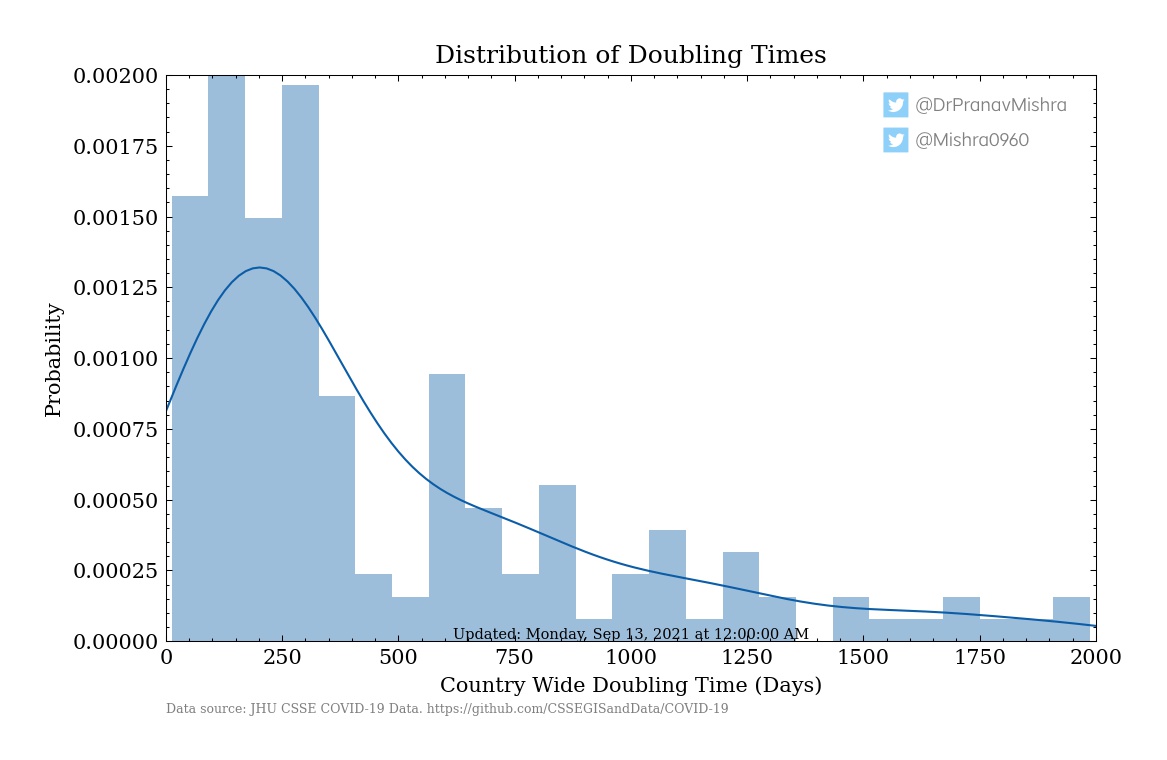 Distribution of Doubling Times
@DrPranavMishra
@Mishra0960
0.00200
0.00175
0.00150
0.00125
0.00100
0.00075
0.00050
0.00025
0.00000
Probability
Updated: Monday, Sep 13, 2021 at 12:00:00 AM
0 250 500 750 1000 1250 1500 1750 2000
Country Wide Doubling Time (Days)
Data source: JHU CSSE COVID-19 Data. https://github.com/CSSEGISandData/COVID-19